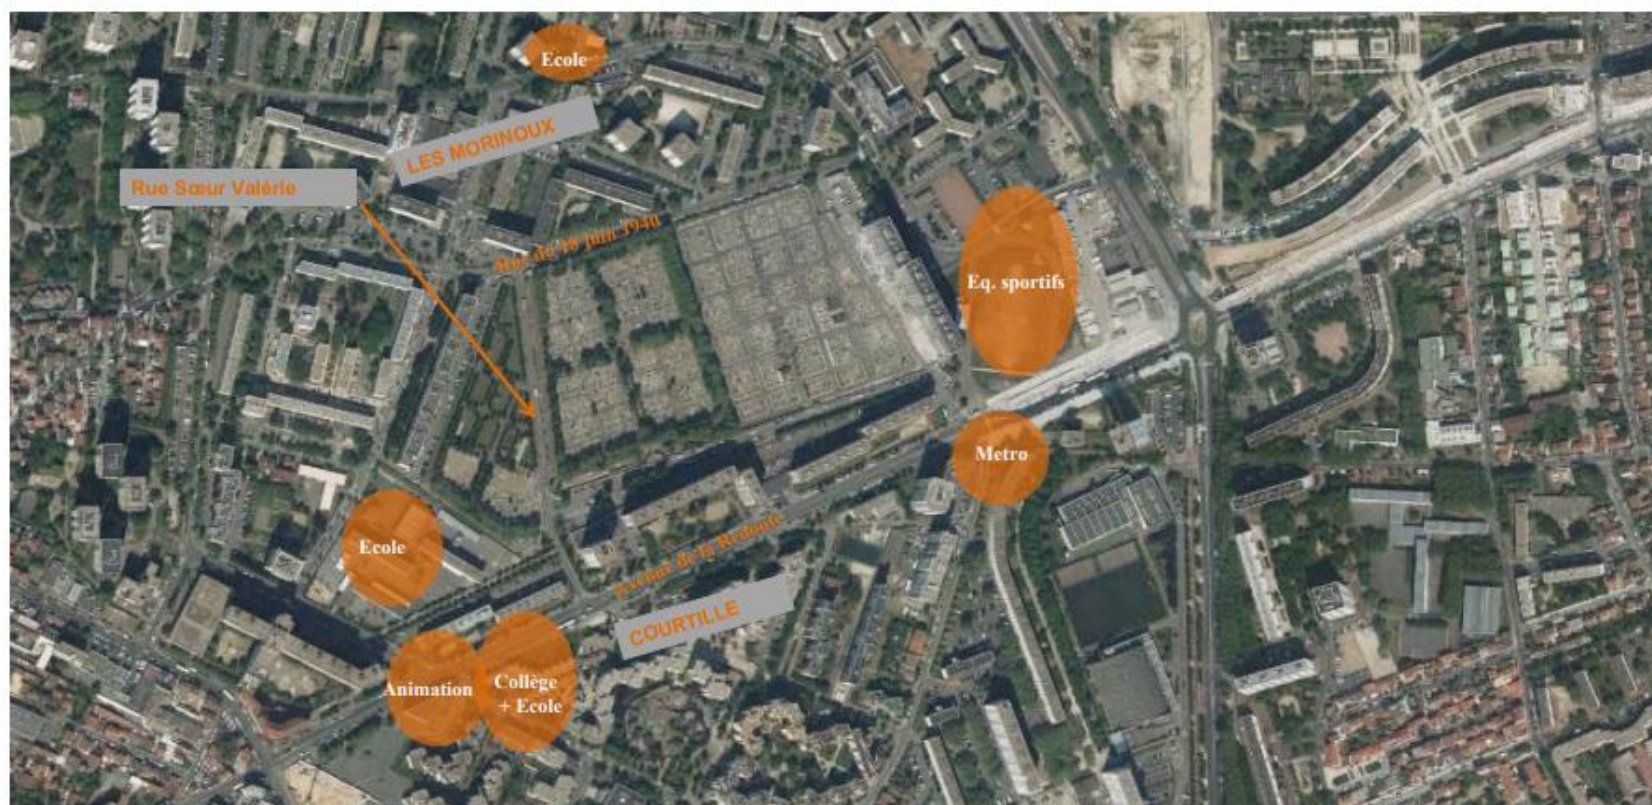 Ecole
LES MORINOUX
Rue Sœur Valérie
Rue du 18 juin 1940
Eq. sportifs
Metro
Avenue de la Redoute
Ecole
COURTILLE
Animation
Collège
+ Ecole